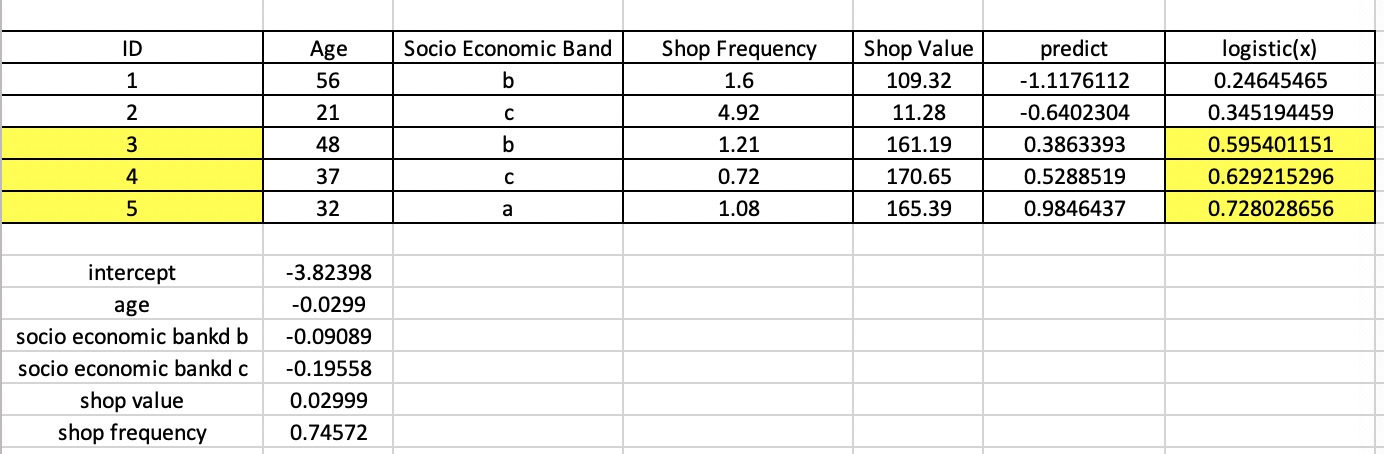 ID Age Socio Economic Band Shop Frequency Shop Value predict logistic(x)
1 56 b 1.6 109.32 -1.1176112 0.24645465
2 21 c 4.92 11.28 -0.6402304 0.345194459
3 48 b 1.21 161.19 0.3863393 0.595401151
4 37 c 0.72 170.65 0.5288519 0.629215296
5 32 a 1.08 165.39 0.9846437 0.728028656
intercept -3.82398
age -0.0299
socio economic bankd b -0.09089
socio economic bankd c -0.19558
shop value 0.02999
shop frequency 0.74572